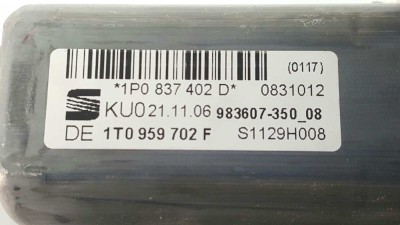 (0117)
*1P0 837 402 D* 0831012
KU0 21.11.06 983607-350_08
DE 1T0 959 702 F S1129H008